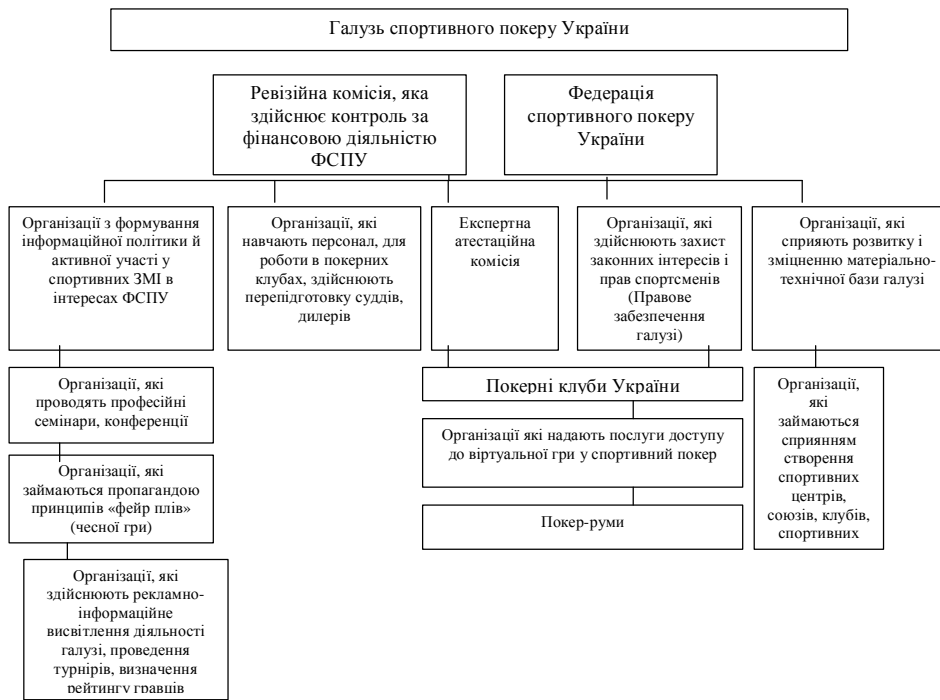 Галузь спортивного покеру України
Ревізійна комісія, яка
здійснює контроль за
фінансовою діяльністю
ФСПУ
Федерація
спортивного покеру
України
Організації з формування
інформаційної політики й
активної участі у
спортивних ЗМІ в
інтересах ФСПУ
Організації, які
навчають персонал, для
роботи в покерних
клубах, здійснюють
перепідготовку суддів,
дилерів
Експертна
атестаційна
комісія
Організації, які
здійснюють захист
законних інтересів і
прав спортсменів
(Правове
забезпечення
галузі)
Організації, які
сприяють розвитку і
зміцненню матеріально-
технічної бази галузі
Організації, які
проводять професійні
семінари, конференції
Покерні клуби України
Організації,
які
займаються
сприянням
створення
спортивних
центрів,
союзів, клубів,
спортивних
Організації які надають послуги доступу
до віртуальної гри у спортивний покер
Організації, які
займаються пропагандою
принципів «фейр плів»
(чесної гри)
Покер-руми
Організації, які
здійснюють рекламно-
інформаційне
висвітлення діяльності
галузі, проведення
турнірів, визначення
рейтингу гравців